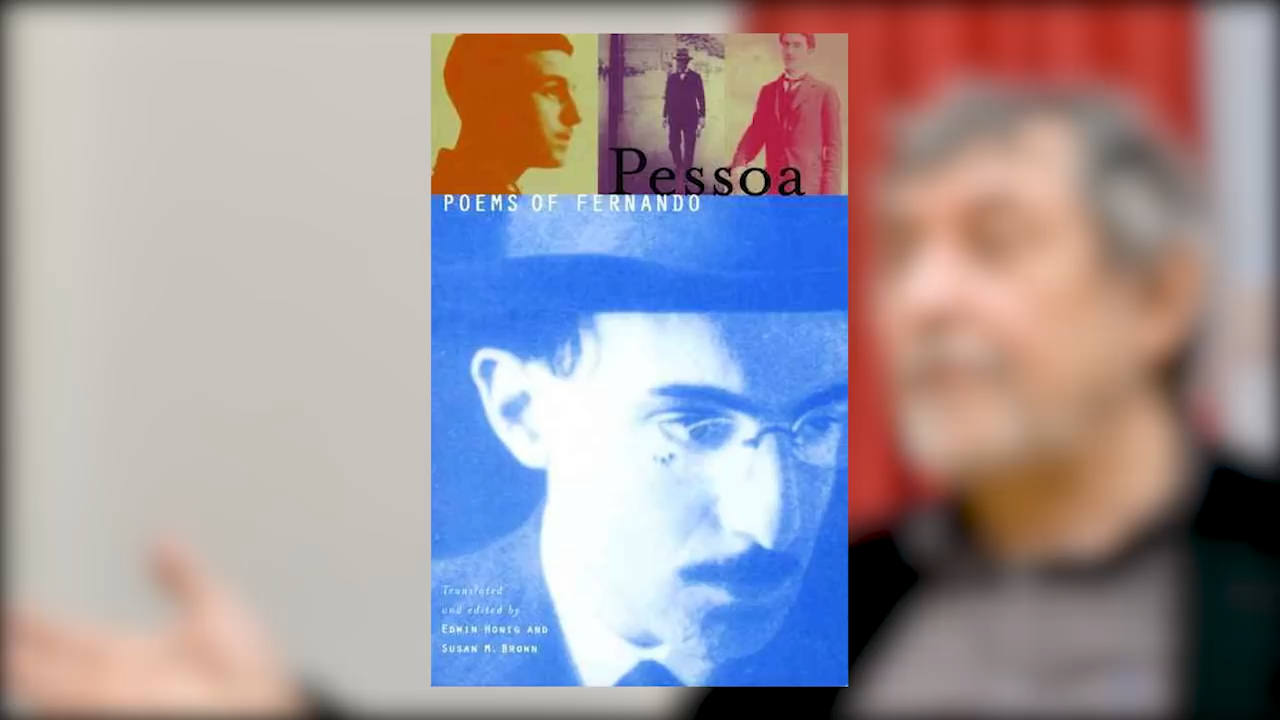 Pessoa
POEMS OF FERNANDO
Translated
and edited by
EDWIN HONIG AND
SUSAN M. BROWN